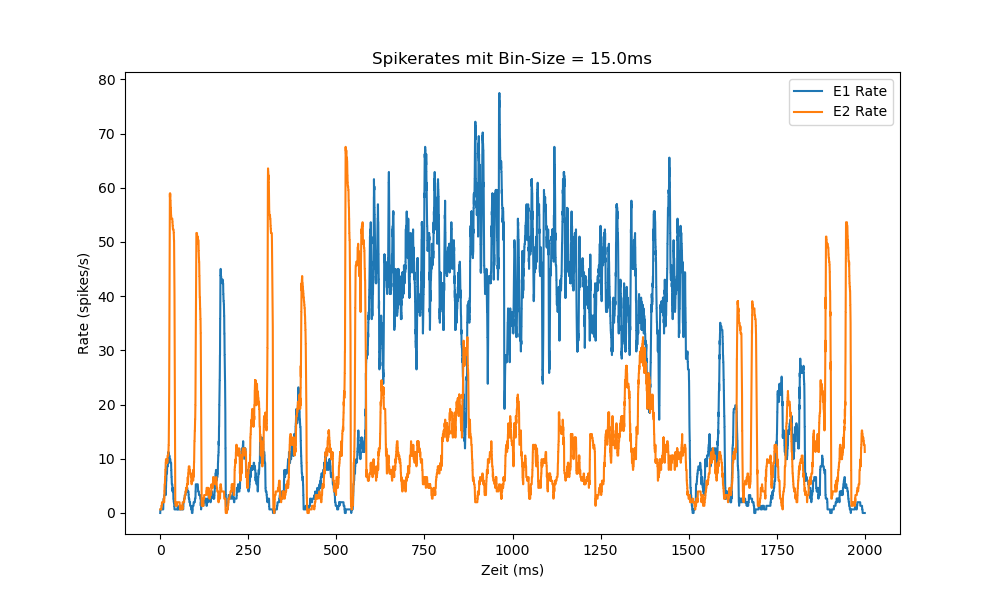 Spikerates mit Bin-Size = 15.0ms
E1 Rate
E2 Rate
Rate (spikes/s)
80
70
60
50
40
30
20
10
0
0 250 500 750 1000 1250 1500 1750 2000
Zeit (ms)